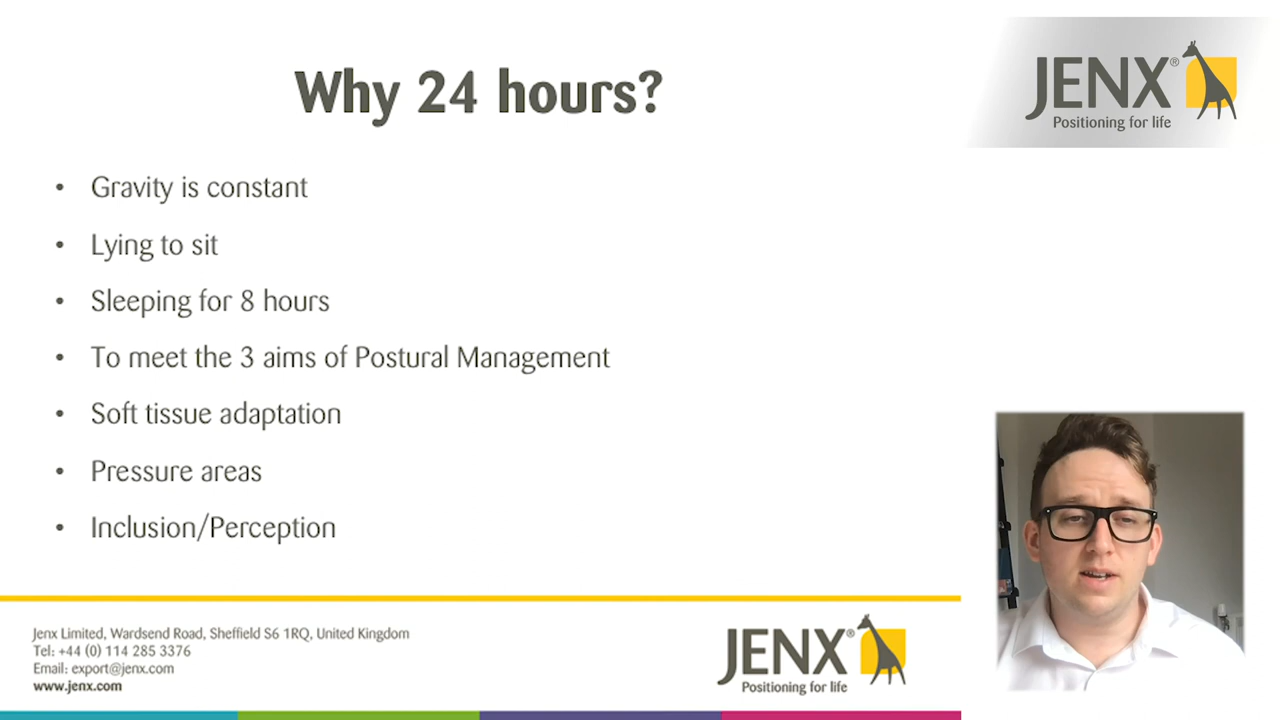 Why 24 hours?
JENX®
Positioning for life
• Gravity is constant
• Lying to sit
• Sleeping for 8 hours
• To meet the 3 aims of Postural Management
• Soft tissue adaptation
• Pressure areas
• Inclusion/Perception
Jenx Limited, Wardsend Road, Sheffield S6 1RQ, United Kingdom
Tel: +44 (0) 114 285 3376
Email: export@jenx.com
www.jenx.com
JENX®
Positioning for life